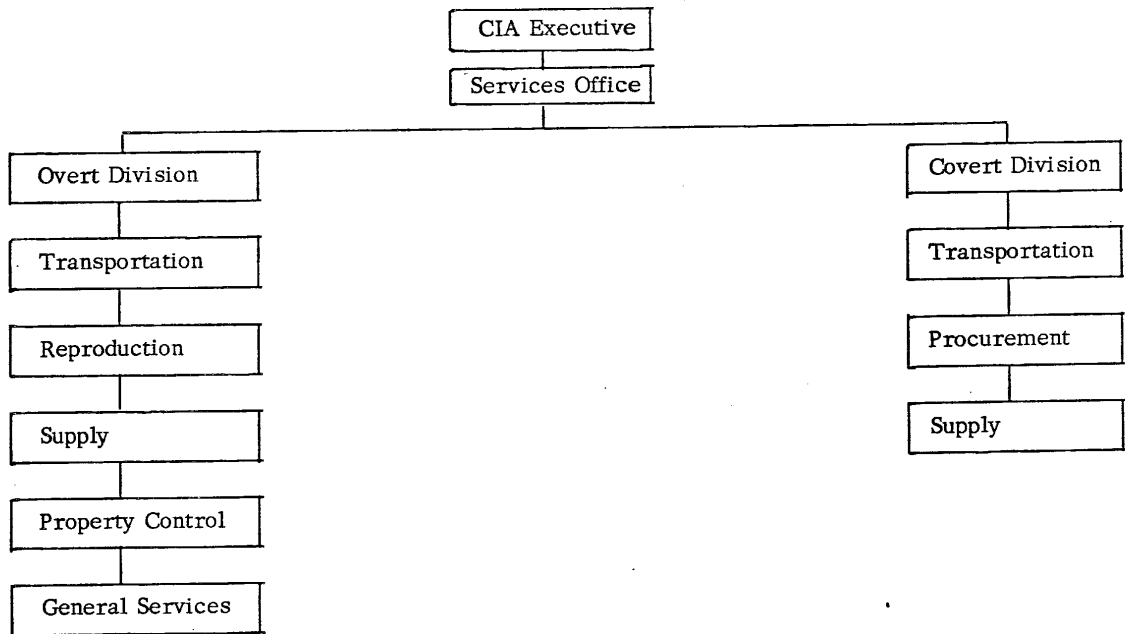 CIA Executive
Services Office
Overt Division
Transportation
Reproduction
Supply
Property Control
General Services
Covert Division
Transportation
Procurement
Supply